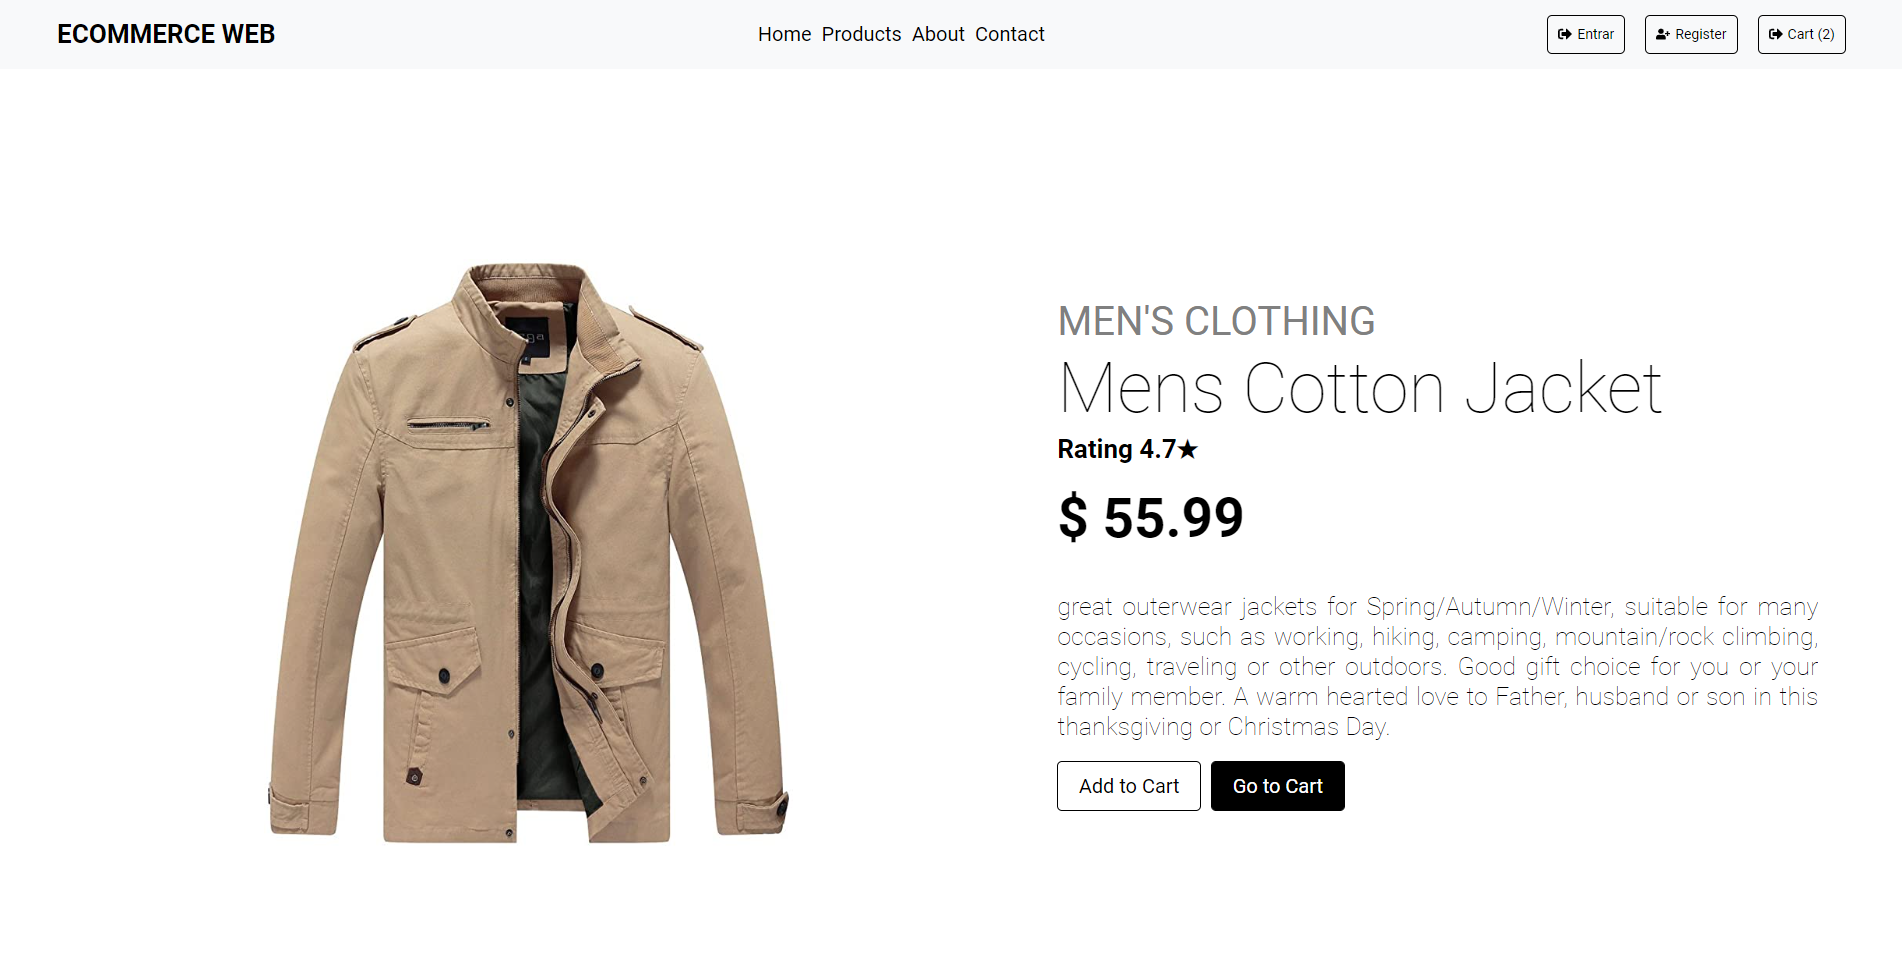 ECOMMERCE WEB
Home Products About Contact
Entrar
Register
Cart (2)
MEN'S CLOTHING
Mens Cotton Jacket
Rating 4.7★
$ 55.99
great outerwear jackets for Spring/Autumn/Winter, suitable for many
occasions, such as working, hiking, camping, mountain/rock climbing,
cycling, traveling or other outdoors. Good gift choice for you or your
family member. A warm hearted love to Father, husband or son in this
thanksgiving or Christmas Day.
Add to Cart
Go to Cart